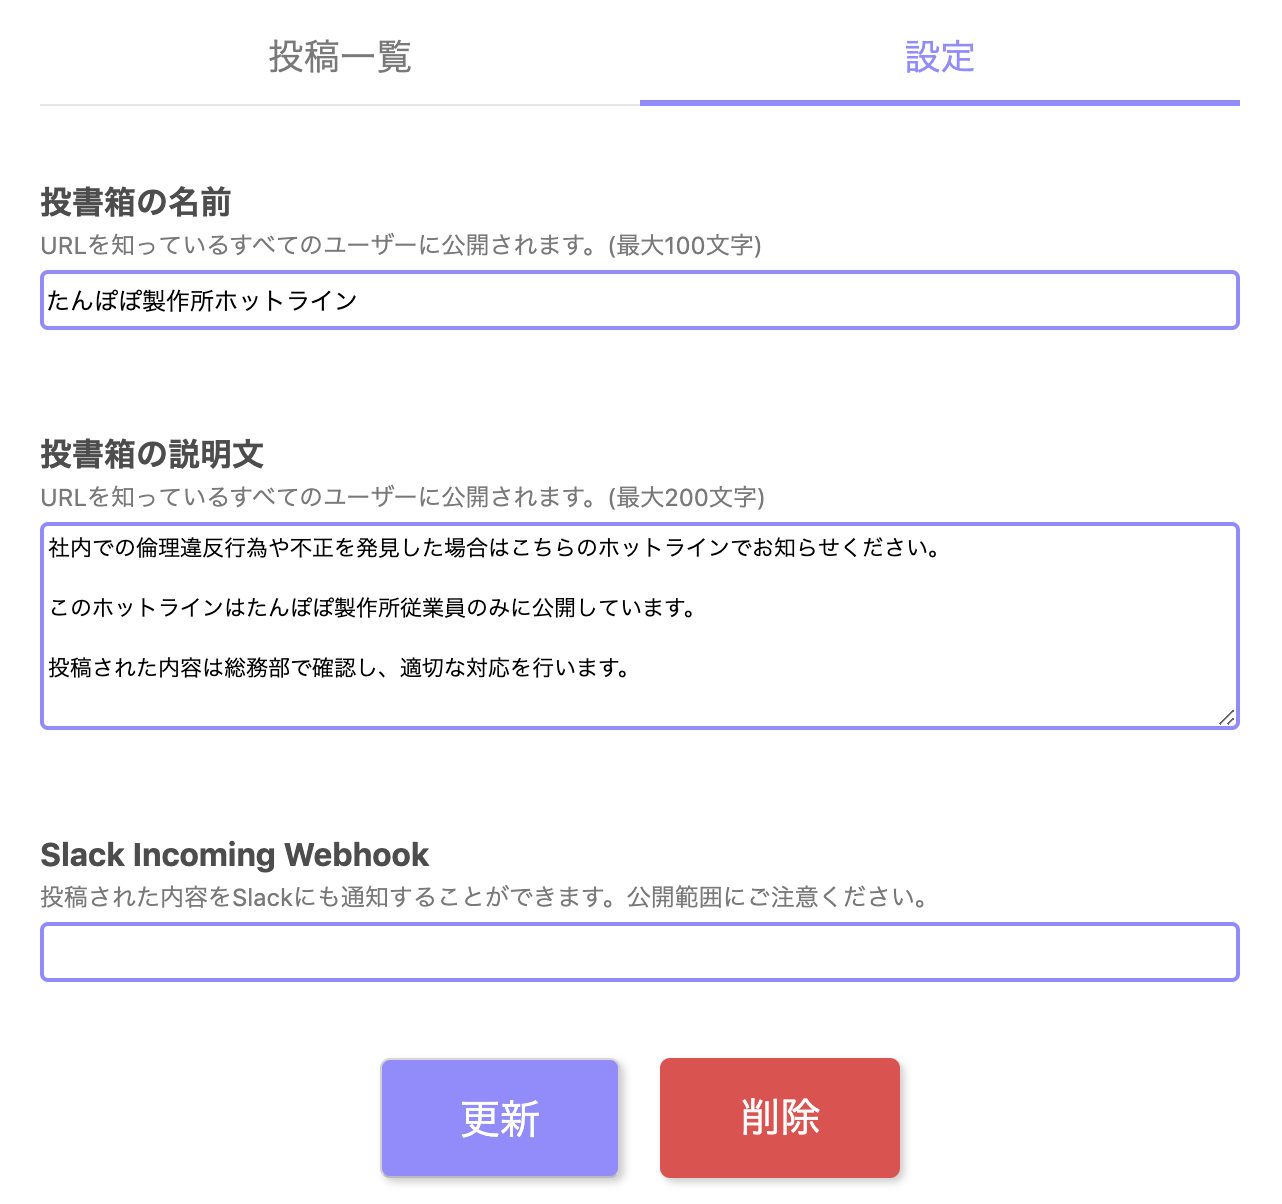 投稿一覧
設定
投書箱の名前
URLを知っているすべてのユーザーに公開されます。(最大100文字)
たんぽぽ製作所ホットライン
投書箱の説明文
URLを知っているすべてのユーザーに公開されます。(最大200文字)
社内での倫理違反行為や不正を発見した場合はこちらのホットラインでお知らせください。
このホットラインはたんぽぽ製作所従業員のみに公開しています。
投稿された内容は総務部で確認し、適切な対応を行います。
Slack Incoming Webhook
投稿された内容をSlackにも通知することができます。公開範囲にご注意ください。
更新
削除